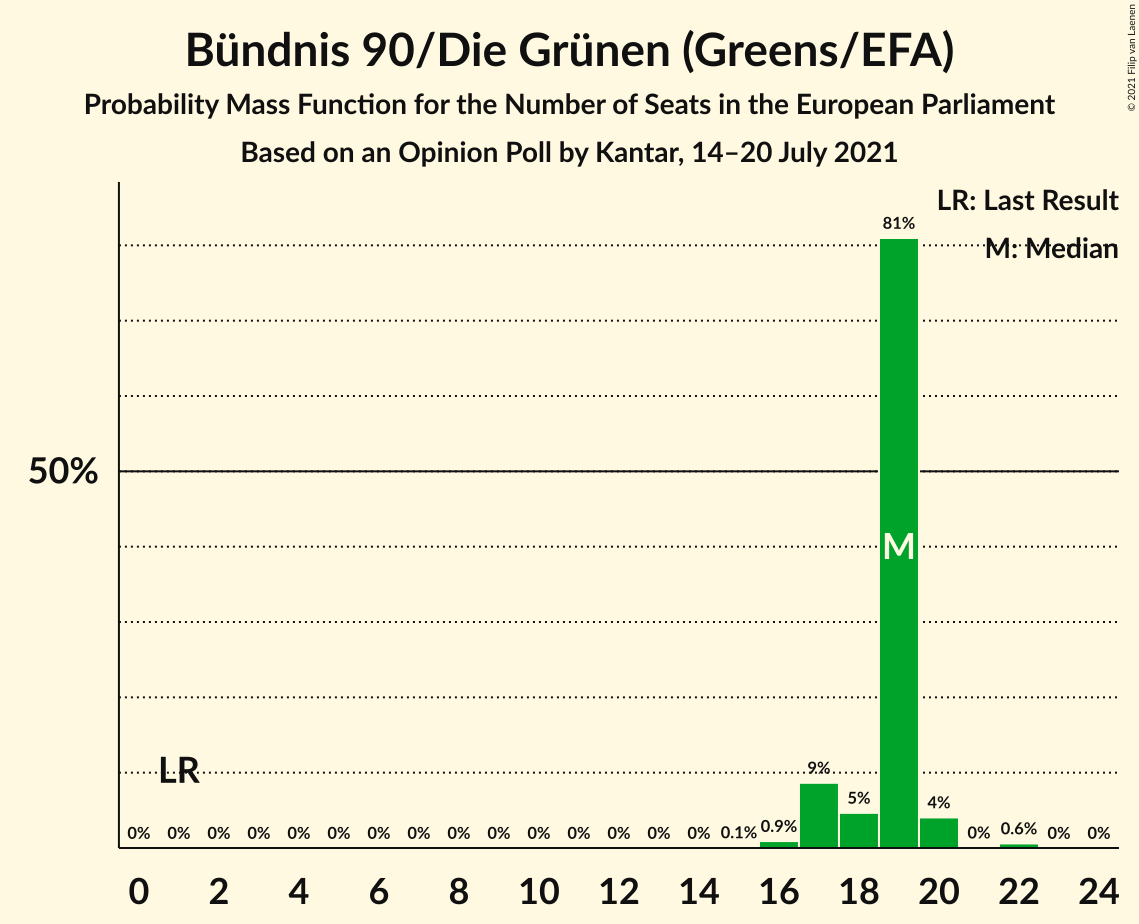 Bündnis 90/Die Grünen (Greens/EFA)
Probability Mass Function for the Number of Seats in the European Parliament
Based on an Opinion Poll by Kantar, 14–20 July 2021
© 2021 Filip van Laenen
LR: Last Result
M: Median
81%
50%
M
LR
0% 0% 0% 0% 0% 0% 0% 0% 0% 0% 0% 0% 0% 0% 0% 0.1% 0.9% 9% 5% 4% 0% 0.6% 0% 0%
0 2 4 6 8 10 12 14 16 18 20 22 24